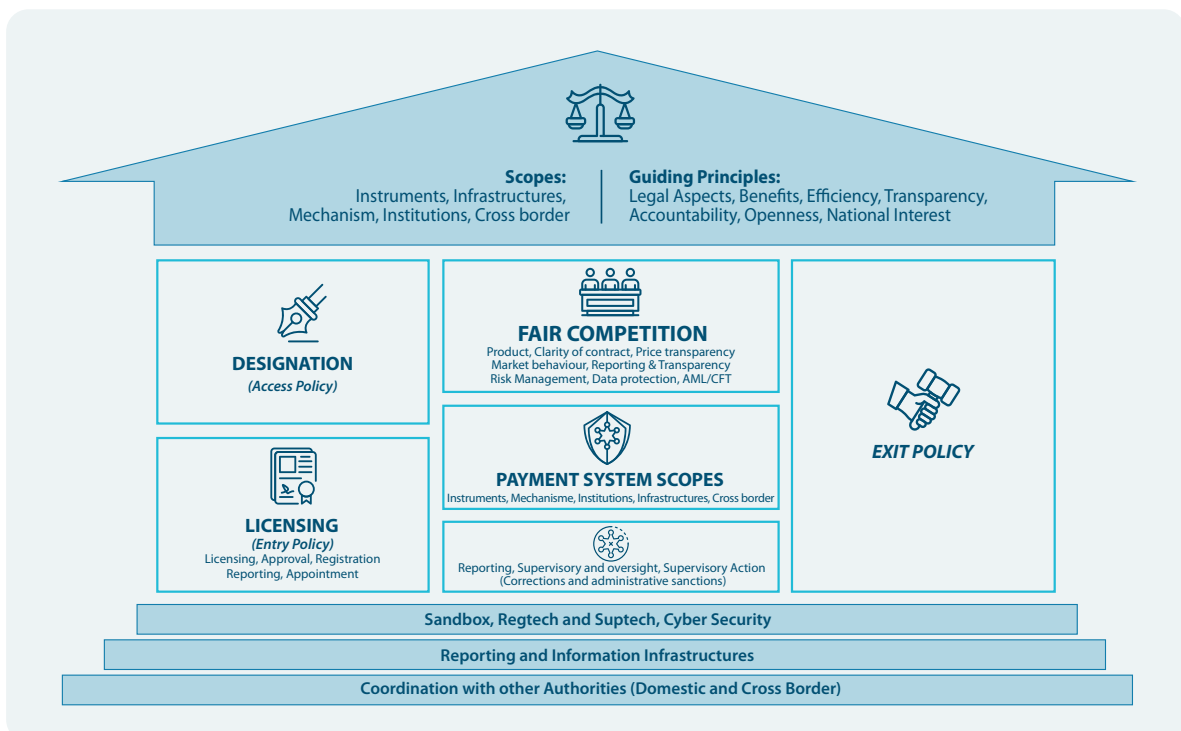 Scopes:
Instruments, Infrastructures,
Mechanism, Institutions, Cross border
Guiding Principles:
Legal Aspects, Benefits, Efficiency, Transparency,
Accountability, Openness, National Interest
DESIGNATION
(Access Policy)
LICENSING
(Entry Policy)
Licensing, Approval, Registration
Reporting, Appointment
FAIR COMPETITION
Product, Clarity of contract, Price transparency
Market behaviour, Reporting & Transparency
Risk Management, Data protection, AML/CFT
PAYMENT SYSTEM SCOPES
Instruments, Mechanisme, Institutions, Infrastructures, Cross border
Reporting, Supervisory and oversight, Supervisory Action
(Corrections and administrative sanctions)
EXIT POLICY
Sandbox, Regtech and Suptech, Cyber Security
Reporting and Information Infrastructures
Coordination with other Authorities (Domestic and Cross Border)